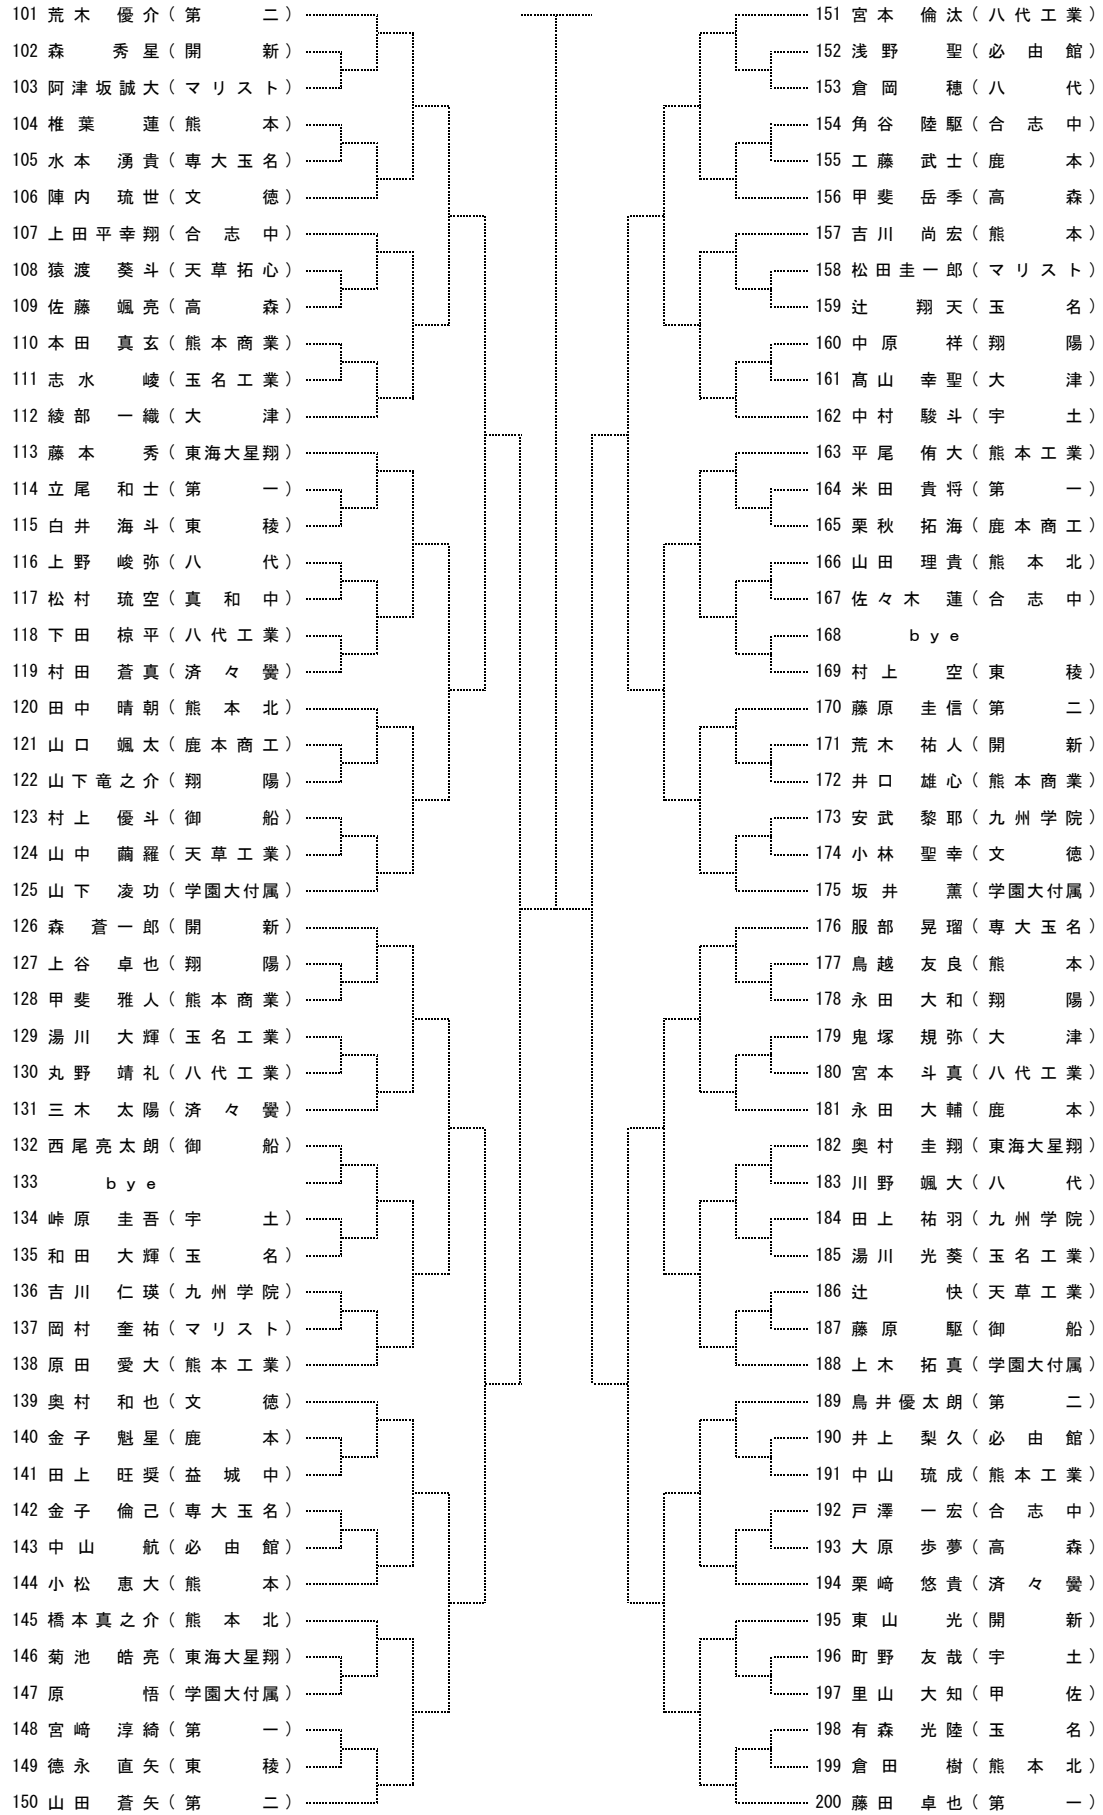 101 荒木 優介(第 二)
102 森 秀星(開 新)
103 阿津坂誠大(マリスト)
104 椎葉 蓮(熊 本)
105 水本 湧貴(専大玉名)
106 陣内 琉世(文 徳)
107 上田平幸翔(合 志 中)
108 猿渡 葵斗(天草拓心)
109 佐藤 颯亮(高 森)
110 本田 真玄(熊本商業)
111 志水 崚(玉名工業)
112 綾部 一織(大 津)
113 藤本 秀(東海大星翔)
114 立尾 和士(第 一)
115 白井 海斗(東 稜)
116 上野 峻弥(八 代)
117 松村 琉空(真 和 中)
118 下田 椋平(八代工業)
119 村田 蒼真(済 々 黌)
120 田中 晴朝(熊 本 北)
121 山口 颯太(鹿本商工)
122 山下竜之介(翔 陽)
123 村上 優斗(御 船)
124 山中 繭羅(天草工業)
125 山下 凌功(学園大付属)
126 森 蒼一郎(開 新)
127 上谷 卓也(翔 陽)
128 甲斐 雅人(熊本商業)
129 湯川 大輝(玉名工業)
130 丸野 靖礼(八代工業)
131 三木 太陽(済 々 黌)
132 西尾亮太朗(御 船)
133 ｂｙｅ
134 峠原 圭吾(宇 土)
135 和田 大輝(玉 名)
136 吉川 仁瑛(九州学院)
137 岡村 奎祐(マリスト)
138 原田 愛大(熊本工業)
139 奥村 和也(文 徳)
140 金子 魁星(鹿 本)
141 田上 旺奨(益 城 中)
142 金子 倫己(専大玉名)
143 中山 航(必 由 館)
144 小松 恵大(熊 本)
145 橋本真之介(熊 本 北)
146 菊池 皓亮(東海大星翔)
147 原 悟(学園大付属)
148 宮﨑 淳綺(第 一)
149 德永 直矢(東 稜)
150 山田 蒼矢(第 二)
151 宮本 倫汰(八代工業)
152 浅野 聖(必 由 館)
153 倉岡 穂(八 代)
154 角谷 陸駆(合 志 中)
155 工藤 武士(鹿 本)
156 甲斐 岳季(高 森)
157 吉川 尚宏(熊 本)
158 松田圭一郎(マリスト)
159 辻 翔天(玉 名)
160 中原 祥(翔 陽)
161 髙山 幸聖(大 津)
162 中村 駿斗(宇 土)
163 平尾 侑大(熊本工業)
164 米田 貴将(第 一)
165 栗秋 拓海(鹿本商工)
166 山田 理貴(熊 本 北)
167 佐々木 蓮(合 志 中)
168 ｂｙｅ
169 村上 空(東 稜)
170 藤原 圭信(第 二)
171 荒木 祐人(開 新)
172 井口 雄心(熊本商業)
173 安武 黎耶(九州学院)
174 小林 聖幸(文 徳)
175 坂井 薫(学園大付属)
176 服部 晃瑠(専大玉名)
177 鳥越 友良(熊 本)
178 永田 大和(翔 陽)
179 鬼塚 規弥(大 津)
180 宮本 斗真(八代工業)
181 永田 大輔(鹿 本)
182 奥村 圭翔(東海大星翔)
183 川野 颯大(八 代)
184 田上 祐羽(九州学院)
185 湯川 光葵(玉名工業)
186 辻 快(天草工業)
187 藤原 駆(御 船)
188 上木 拓真(学園大付属)
189 鳥井優太朗(第 二)
190 井上 梨久(必 由 館)
191 中山 琉成(熊本工業)
192 戸澤 一宏(合 志 中)
193 大原 歩夢(高 森)
194 栗﨑 悠貴(済 々 黌)
195 東山 光(開 新)
196 町野 友哉(宇 土)
197 里山 大知(甲 佐)
198 有森 光陸(玉 名)
199 倉田 樹(熊 本 北)
200 藤田 卓也(第 一)